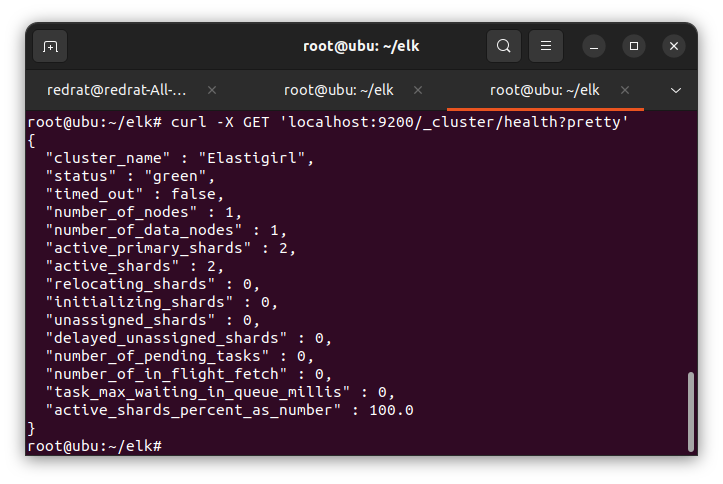 root@ubu: ~/elk
redrat@redrat-All-...
root@ubu: ~/elk
root@ubu: ~/elk
root@ubu:~/elk# curl -X GET 'localhost:9200/_cluster/health?pretty'
{
  "cluster_name" : "Elastigirl",
  "status" : "green",
  "timed_out" : false,
  "number_of_nodes" : 1,
  "number_of_data_nodes" : 1,
  "active_primary_shards" : 2,
  "active_shards" : 2,
  "relocating_shards" : 0,
  "initializing_shards" : 0,
  "unassigned_shards" : 0,
  "delayed_unassigned_shards" : 0,
  "number_of_pending_tasks" : 0,
  "number_of_in_flight_fetch" : 0,
  "task_max_waiting_in_queue_millis" : 0,
  "active_shards_percent_as_number" : 100.0
}
root@ubu:~/elk#